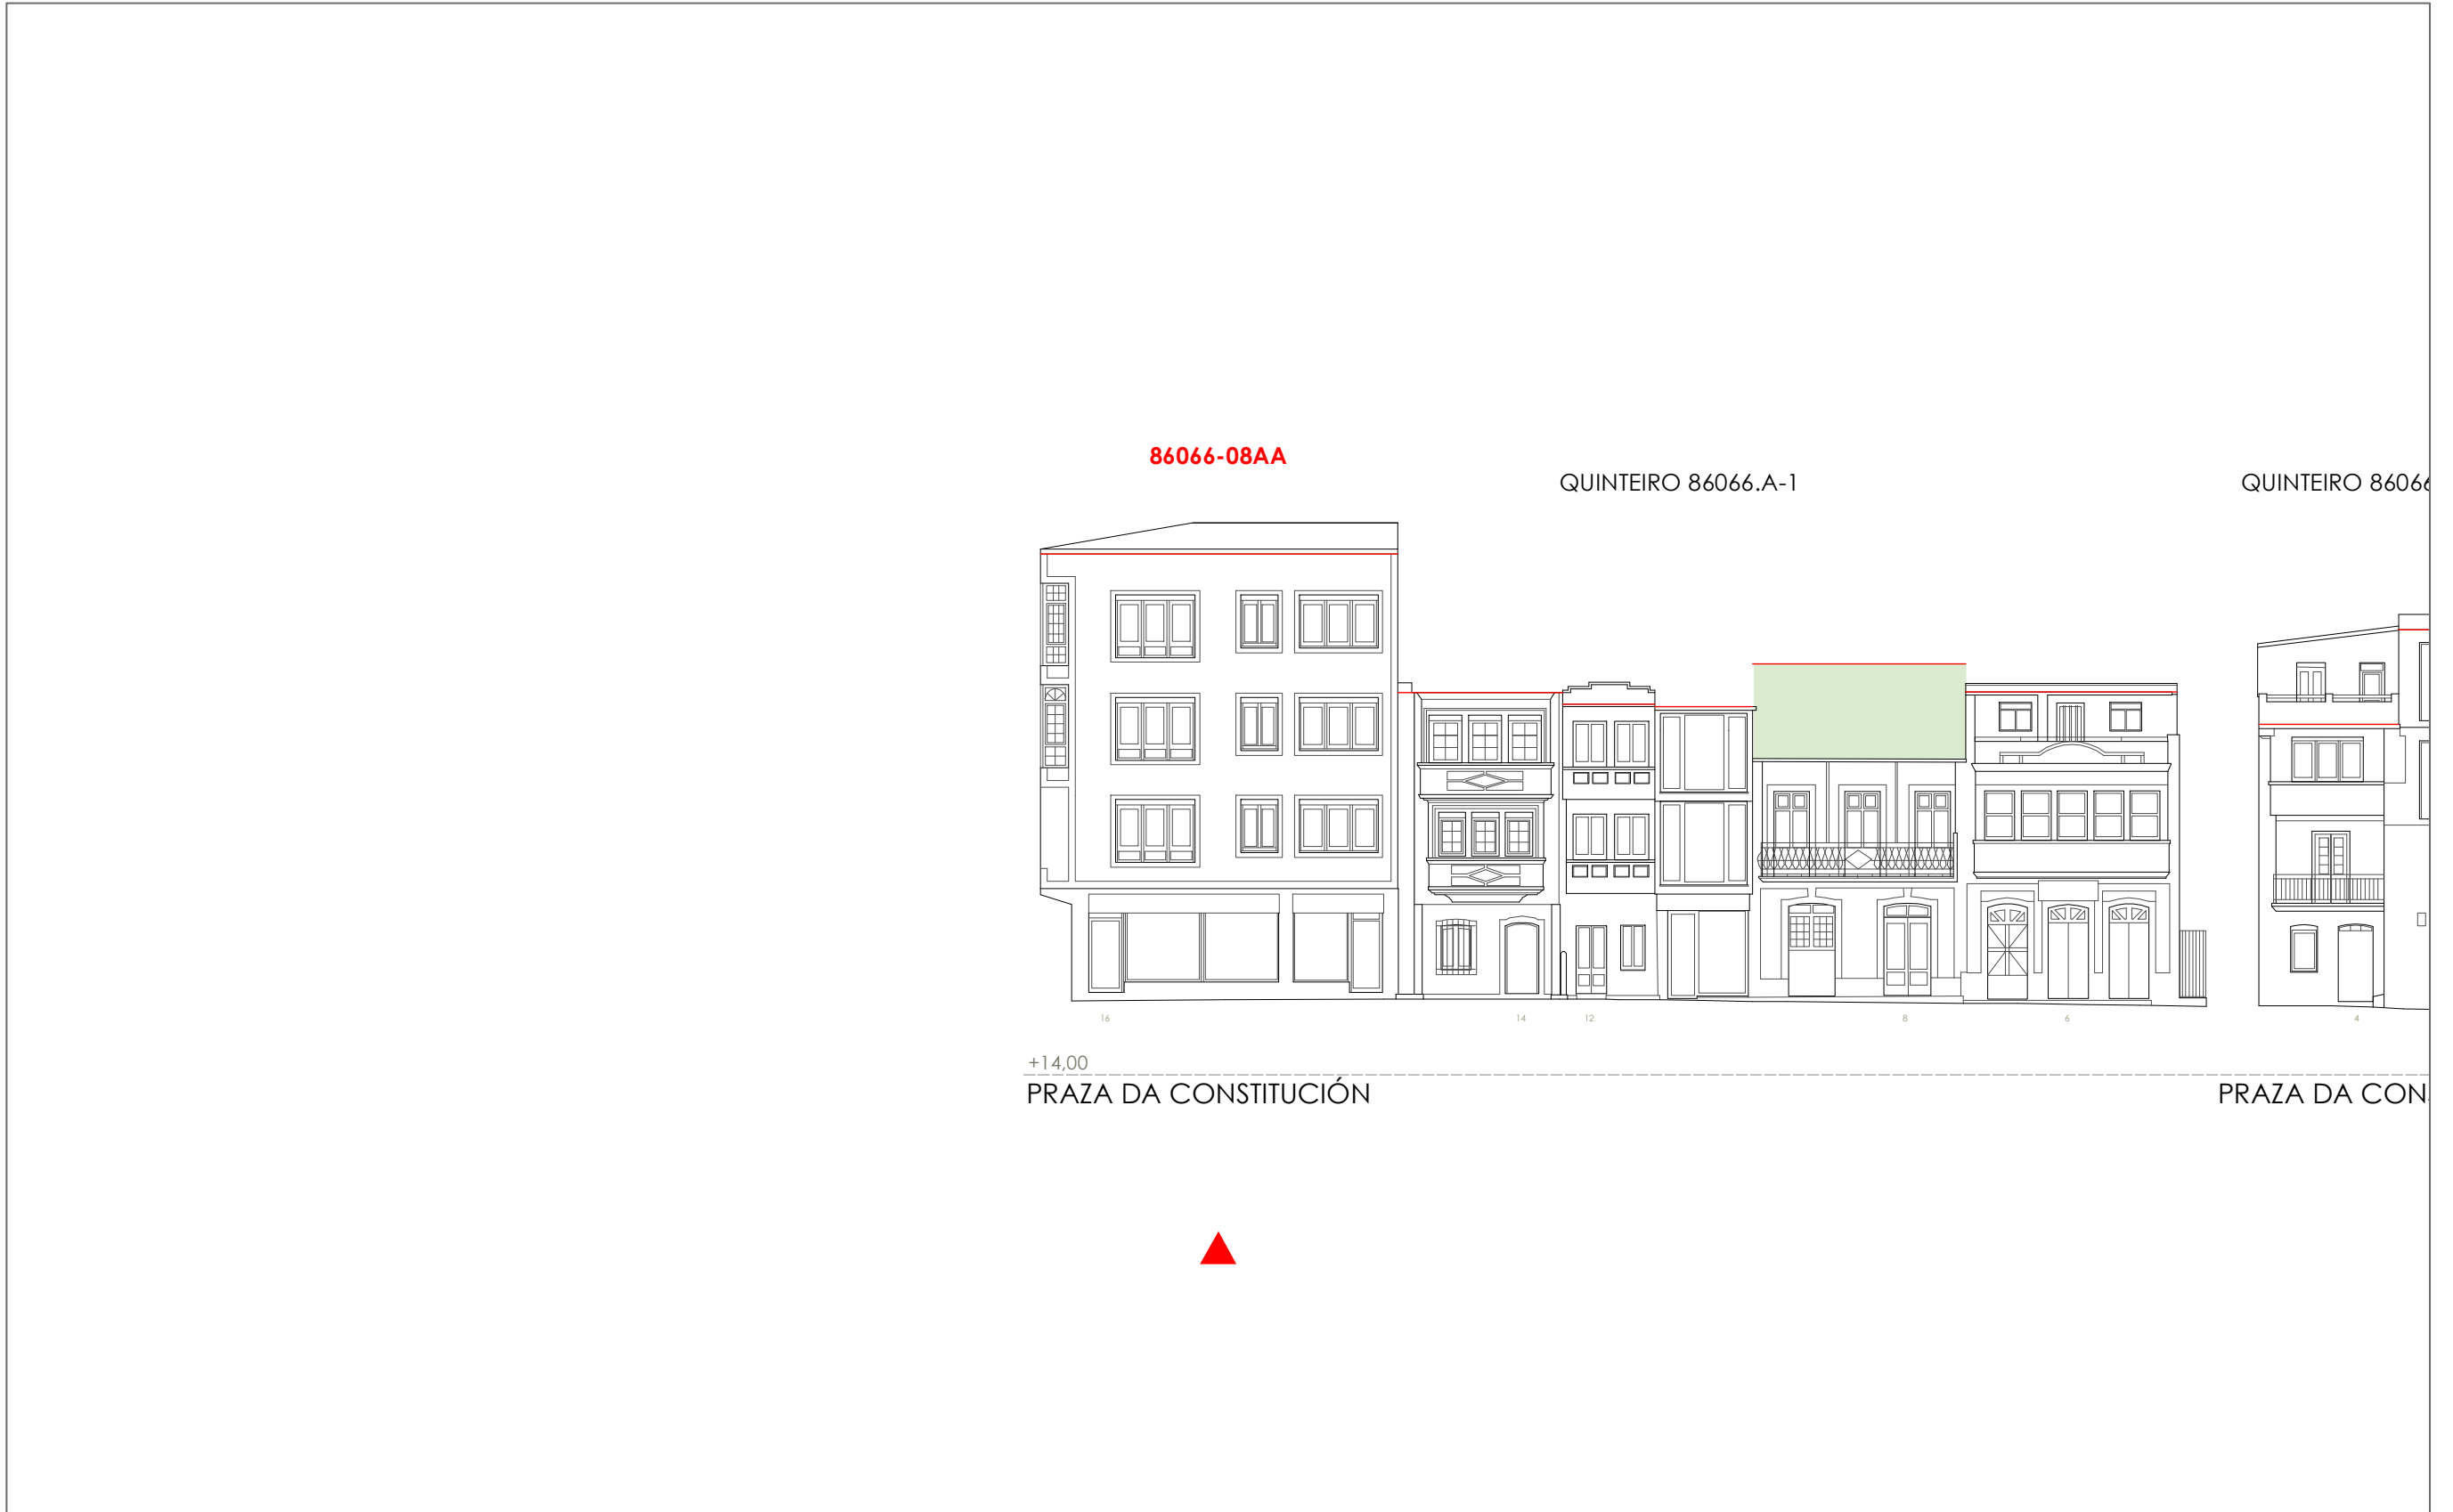 86066-08AA
QUINTEIRO 86066.A-1
QUINTEIRO 86066
16
14
12
8
6
4
+14,00
PRAZA DA CONSTITUCIÓN
PRAZA DA CON